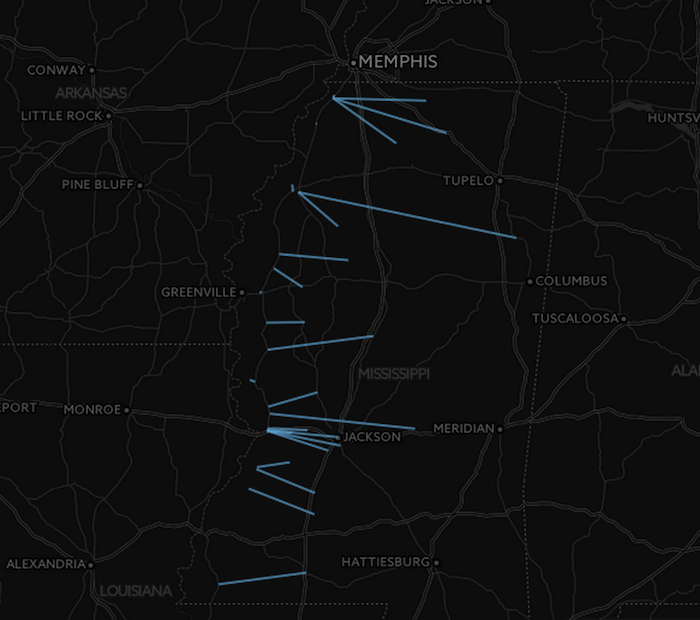 JACKSON
MEMPHIS
CONWAY
ARKANSAS
LITTLE ROCK
HUNTSV
PINE BLUFF
TUPELO
GREENVILLE
COLUMBUS
TUSCALOOSA
MISSISSIPPI
ALA
PORT
MONROE
MERIDIAN
JACKSON
ALEXANDRIA
HATTIESBURG
LOUISIANA